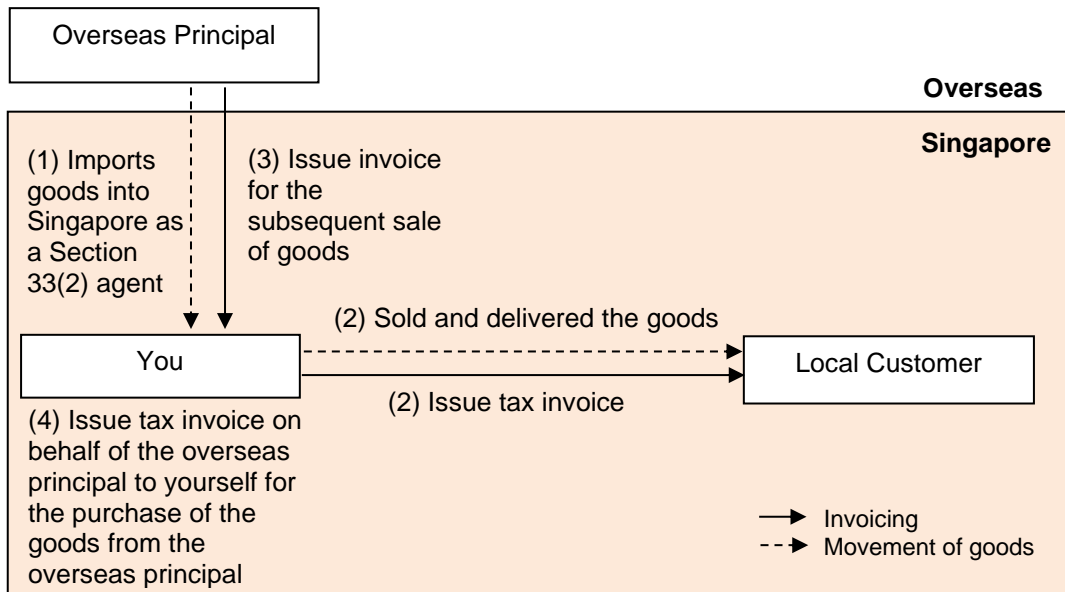 Overseas Principal
Overseas
Singapore
(1) Imports
goods into
Singapore as
a Section
33(2) agent
(3) Issue invoice
for the
subsequent sale
of goods
(2) Sold and delivered the goods
You
Local Customer
(2) Issue tax invoice
(4) Issue tax invoice on
behalf of the overseas
principal to yourself for
the purchase of the
goods from the
overseas principal
Invoicing
Movement of goods